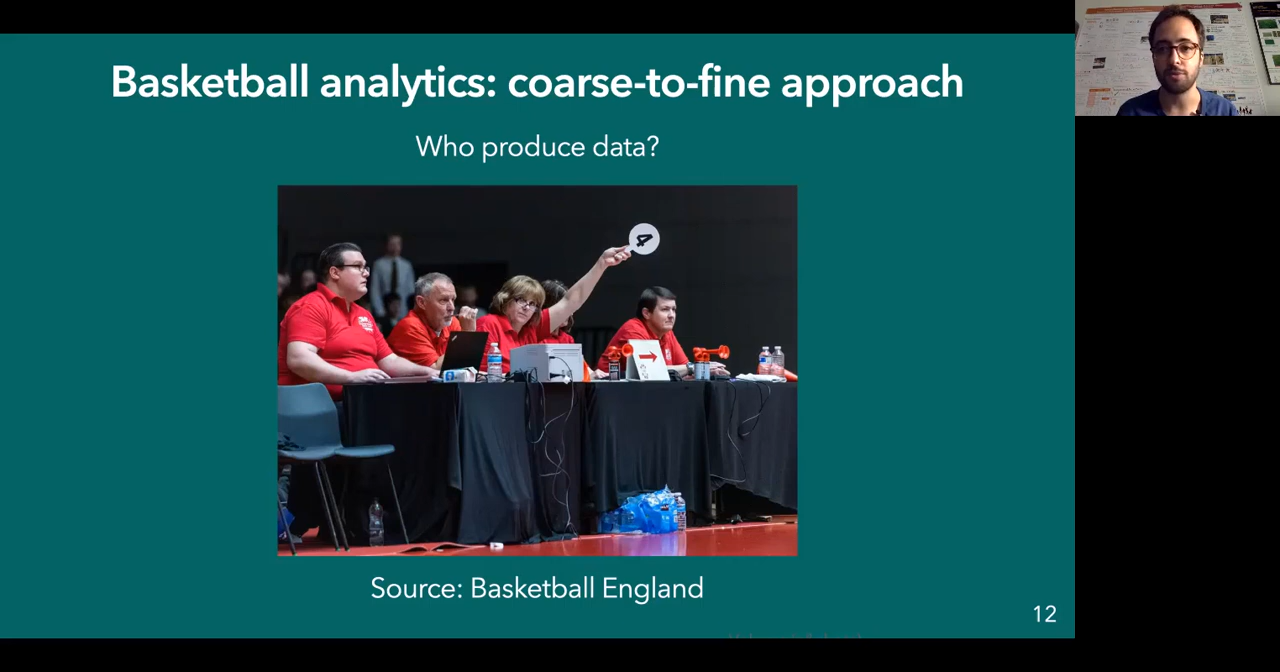 Basketball analytics: coarse-to-fine approach
Who produce data?
4
Source: Basketball England
12